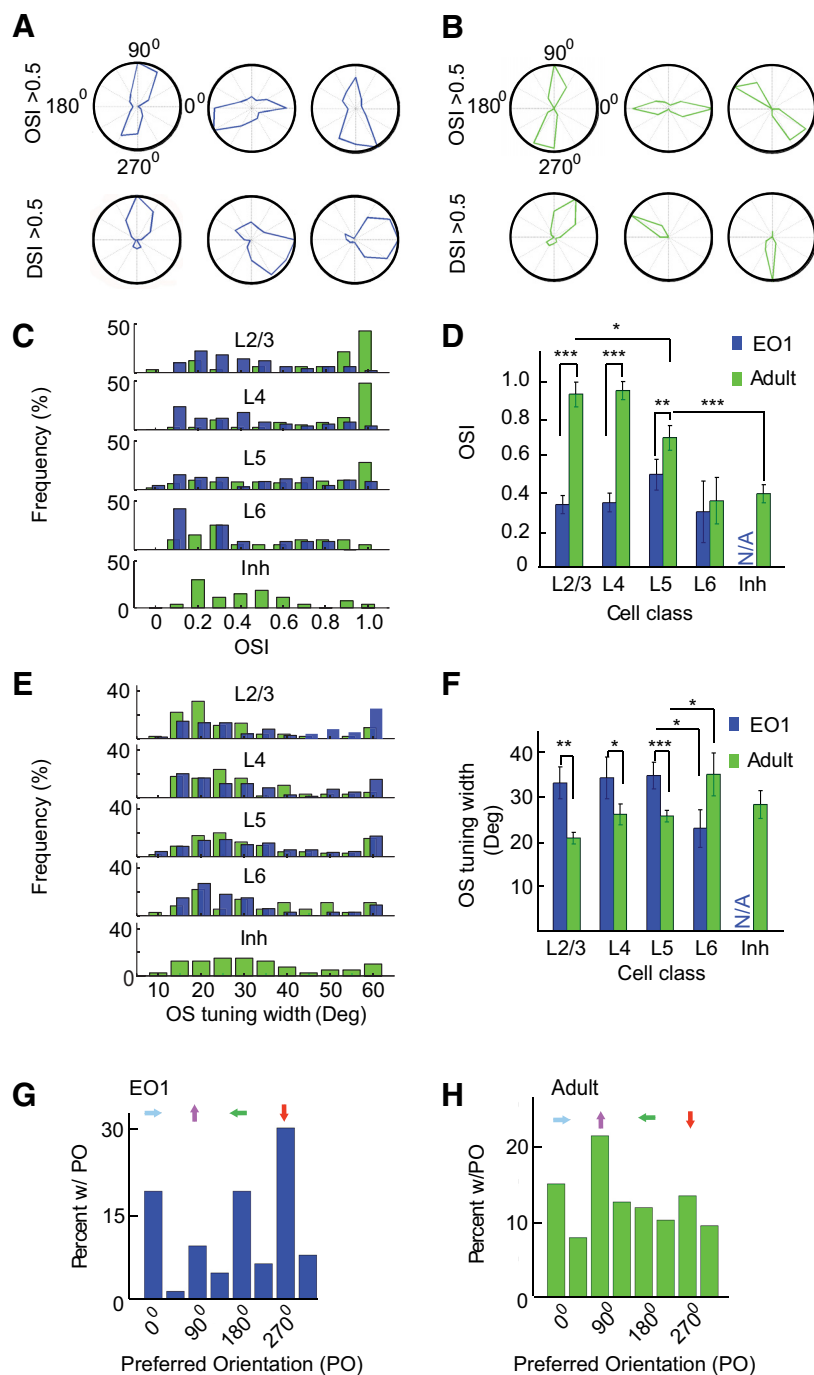 A
B
90⁰
90⁰
OSI >0.5
180⁰
0⁰
OSI >0.5
180⁰
0⁰
270⁰
270⁰
DSI >0.5
DSI >0.5
C
50
L2/3
50
L4
50
L5
50
L6
50
Inh
0
0 0.2 0.4 0.6 0.8 1.0
OSI
Frequency (%)
D
* EO1
*** *** Adult
** ***
1.0
0.8
0.6
0.4
0.2
0
OSI
N/A
L2/3 L4 L5 L6 Inh
Cell class
E
40
L2/3
40
L4
40
L5
40
L6
40
Inh
0
10 20 30 40 50 60
OS tuning width (Deg)
Frequency (%)
F
*
* EO1
** * *** Adult
40
30
20
10
OS tuning width
(Deg)
N/A
L2/3 L4 L5 L6 Inh
Cell class
G
EO1
30
15
0
Percent w/ PO
0⁰ 90⁰ 180⁰ 270⁰
Preferred Orientation (PO)
H
Adult
20
10
0
Percent w/PO
0⁰ 90⁰ 180⁰ 270⁰
Preferred Orientation (PO)